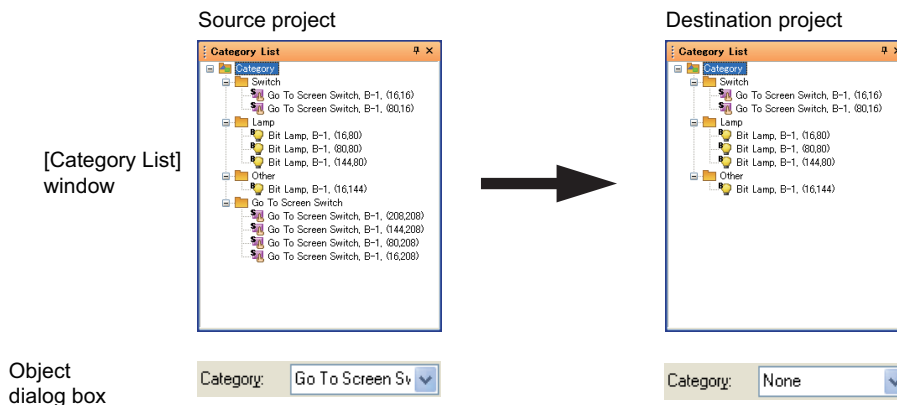 Source project
Category List
Category
Switch
Go To Screen Switch, B-1, (16,16)
Go To Screen Switch, B-1, (80,16)
Lamp
Bit Lamp, B-1, (16,80)
Bit Lamp, B-1, (80,80)
Bit Lamp, B-1, (144,80)
Other
Bit Lamp, B-1, (16,144)
Go To Screen Switch
Go To Screen Switch, B-1, (208,208)
Go To Screen Switch, B-1, (144,208)
Go To Screen Switch, B-1, (80,208)
Go To Screen Switch, B-1, (16,208)
Destination project
Category List
Category
Switch
Go To Screen Switch, B-1, (16,16)
Go To Screen Switch, B-1, (80,16)
Lamp
Bit Lamp, B-1, (16,80)
Bit Lamp, B-1, (80,80)
Bit Lamp, B-1, (144,80)
Other
Bit Lamp, B-1, (16,144)
[Category List]
window
Object
dialog box
Category: Go To Screen
Category: None